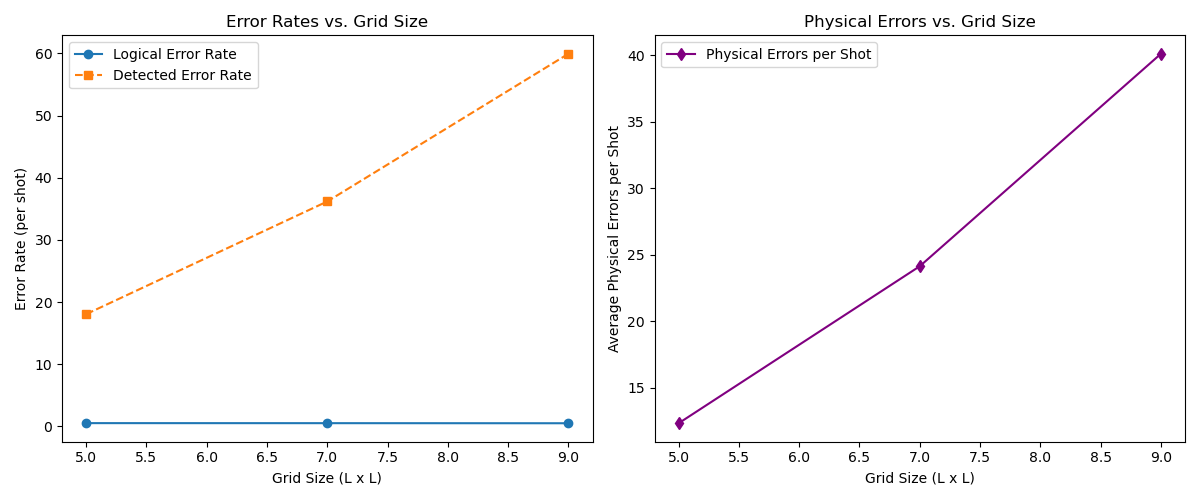 Error Rates vs. Grid Size
Logical Error Rate
Detected Error Rate
Error Rate (per shot)
60
50
40
30
20
10
0
5.0 5.5 6.0 6.5 7.0 7.5 8.0 8.5 9.0
Grid Size (L x L)
Physical Errors vs. Grid Size
Physical Errors per Shot
Average Physical Errors per Shot
40
35
30
25
20
15
5.0 5.5 6.0 6.5 7.0 7.5 8.0 8.5 9.0
Grid Size (L x L)